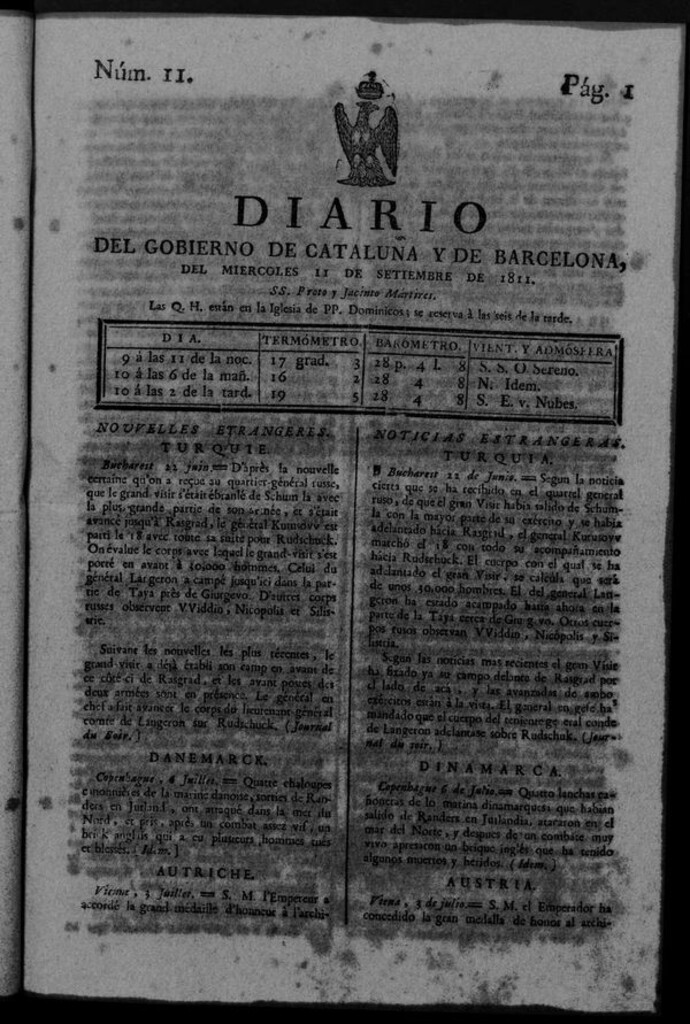 Núm. 11.
Pág. 1
DIARIO
DEL GOBIERNO DE CATALUÑA Y DE BARCELONA,
DEL MIERCOLES 11 DE SETIEMBRE DE 1811.
SS. Proto y Jacinto Mártires.
Las Q. H. están en la Iglesia de PP. Dominicos; se reserva á las seis de la tarde.
DIA. TERMÓMETRO. BARÓMETRO. VIENT. Y ADMÓSFERA
9 á las 11 de la noc. 17 grad. 3 28 p. 4 l. 8 S. S. O. Sereno.
10 á las 6 de la mañ. 16 2 28 4 8 N. Idem.
10 á las 2 de la tard. 19 5 28 4 8 S. E. v. Nubes.
NOUVELLES ETRANGERES.
TURQUIE.
Bucharest 22 juin. = D'après la nouvelle
certaine qu'on a reçue au quartier-général russe,
que le grand visir s'était ébranlé de Schumla avec
la plus grande partie de son armée, et s'était
avancé jusqu'à Rasgrad, le général Kutusow est
parti le 18 avec toute sa suite pour Rudschuck.
On évalue le corps avec lequel le grand-visir s'est
porté en avant à 50,000 hommes. Celui du
général Langeron a campé jusqu'ici dans la par-
tie de Taya près de Giurgevo. D'autres corps
russes observent VViddio, Nicopolis et Silis-
trie.
Suivant les nouvelles les plus récentes, le
grand-visir a déjà établi son camp en avant de
ce côté-ci de Rasgrad, et les avant postes des
deux armées sont en présence. Le général en
chef a fait avancer le corps du lieutenant-général
comte de Langeron sur Rudschuck. (Journal
du Soir.)
DANEMARCK.
Copenhague, 6 Juillet. = Quatre chaloupes
canonnières de la marine danoise, sorties de Ran-
ders en Jutland, ont attaqué dans la mer du
Nord, et pris, après un combat assez vif, un
brick anglais qui a eu plusieurs hommes tués
et blessés. (Idem.)
AUTRICHE.
Vienne, 3 Juillet. = S. M. l'Empereur a
accordé la grand médaille d'honneur à l'archi-
NOTICIAS ESTRANGERAS.
TURQUIA.
Bucharest 22 de Junio. = Segun la noticia
cierta que se ha recibido en el quartel general
ruso, de que el gran Visir habia salido de Schum-
la con la mayor parte de su exército y se habia
adelantado hácia Rasgrad, el general Kutusow
marchó el 18 con todo su acompañamiento
hácia Rudschuck. El cuerpo con el qual se ha
adelantado el gran Visir, se calcula que será
de unos 50.000 hombres. El del general Lan-
geron ha estado acampado hasta ahora en la
parte de la Taya cerca de Giurgevo. Otros cuer-
pos rusos observan VViddio, Nicópolis y Si-
listria.
Segun las noticias mas recientes el gran Visir
ha fixado ya su campo delante de Rasgrad por
el lado de acá, y las avanzadas de ambo
exércitos están á la vista. El general en gefe ha
mandado que el cuerpo del teniente general conde
de Langeron adelantase sobre Rudschuk. (Jour-
nal du soir.)
DINAMARCA.
Copenhague 6 de Julio. = Quatro lanchas ca-
ñoneras de la marina dinamarquesa que habian
salido de Randers en Jutlandia, atacaron en el
mar del Norte, y despues de un combate muy
vivo apresaron un brique inglés que ha tenido
algunos muertos y heridos. (Idem.)
AUSTRIA.
Viena, 3 de julio. = S. M. el Emperador ha
concedido la gran medalla de honor al archi-